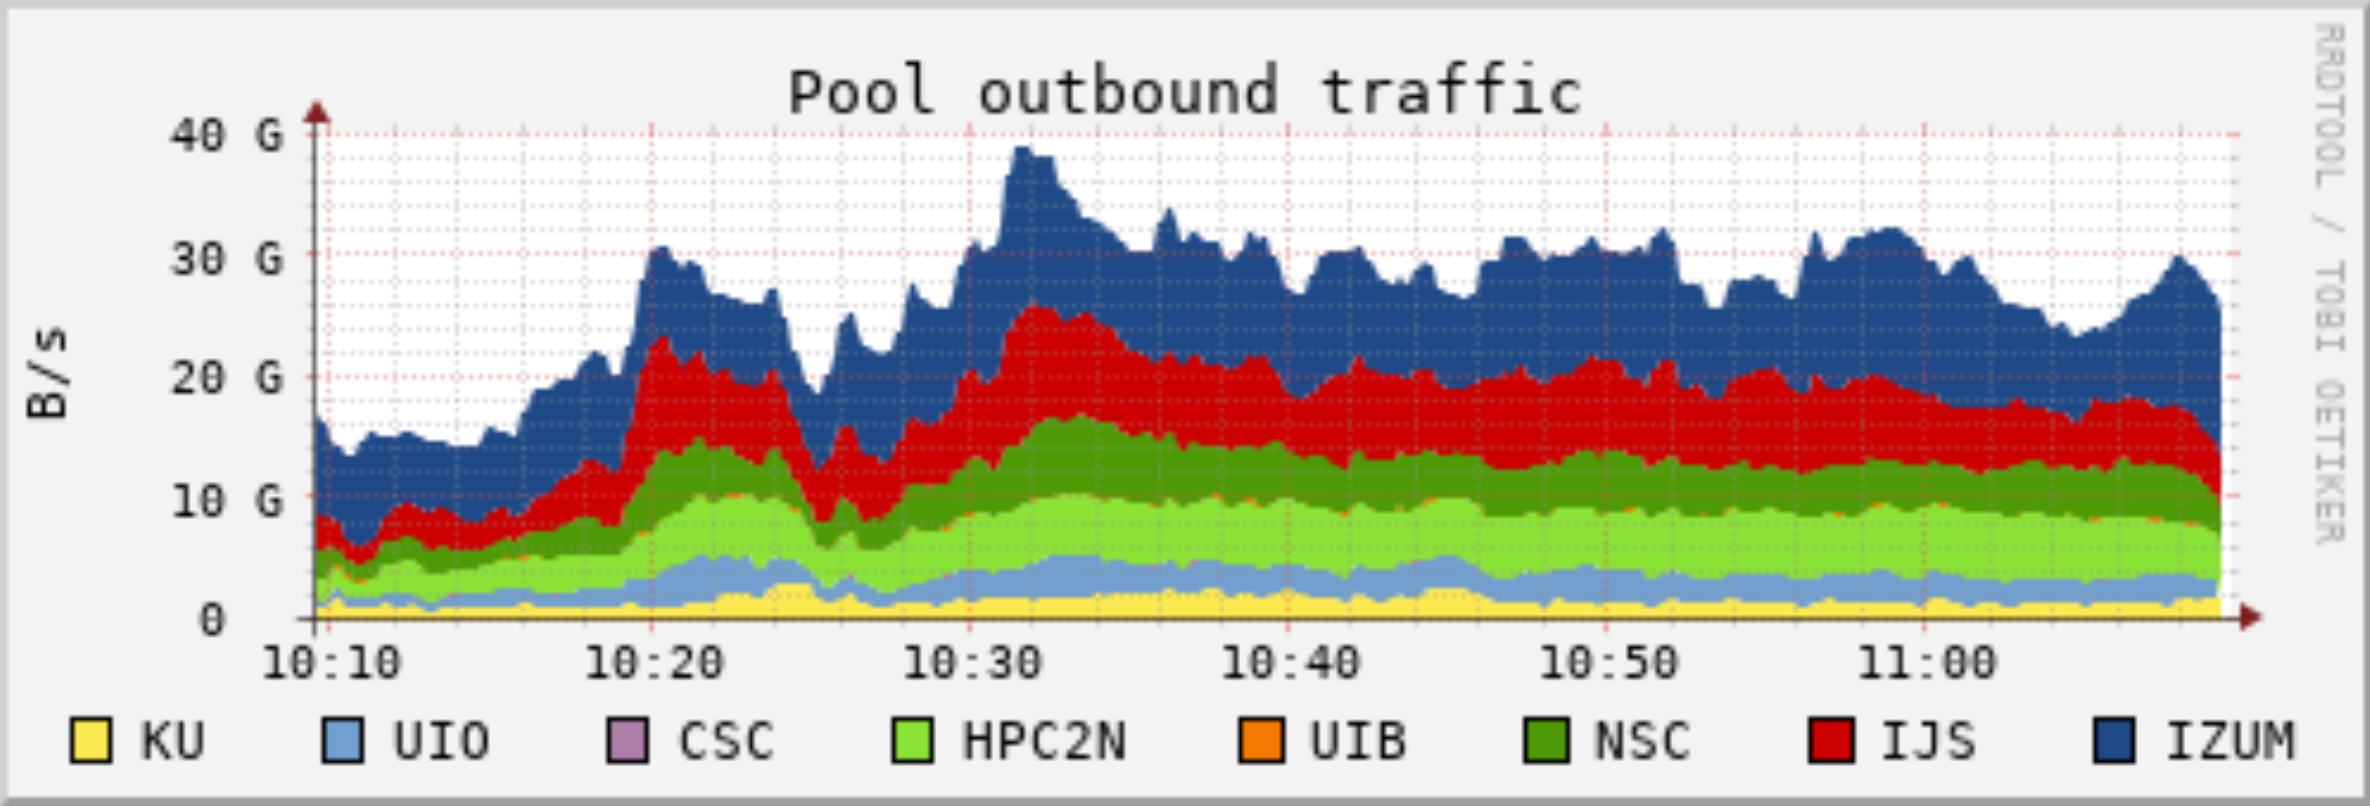 Pool outbound traffic
40 G
30 G
20 G
10 G
0
B/s
10:10 10:20 10:30 10:40 10:50 11:00
KU UIO CSC HPC2N UIB NSC IJS IZUM
RRDTOOL / TOBI OETIKER